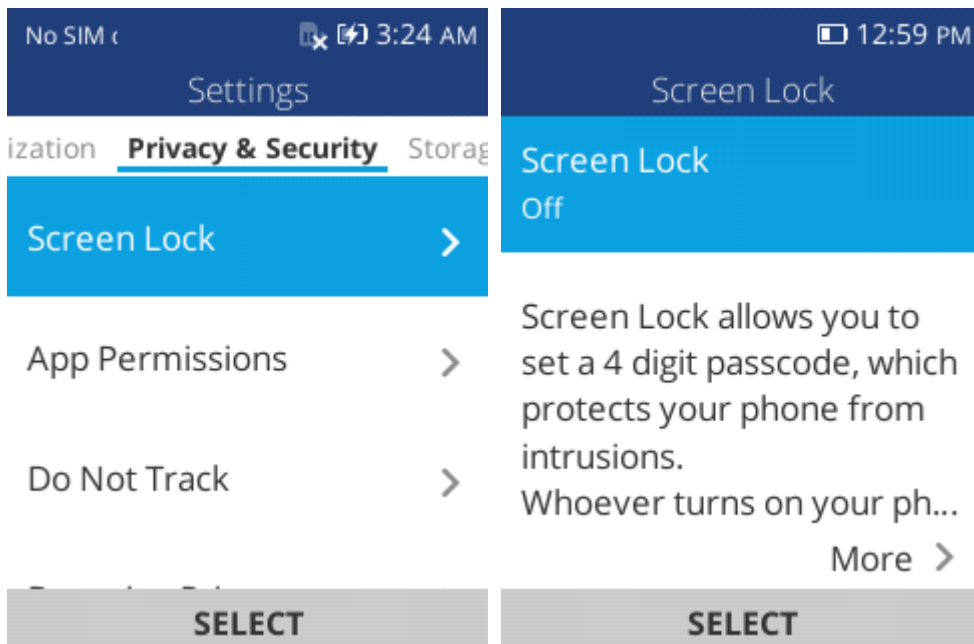 No SIM c 3:24 AM
Settings
ization Privacy & Security Storag
Screen Lock
App Permissions
Do Not Track
SELECT
12:59 PM
Screen Lock
Screen Lock
Off
Screen Lock allows you to
set a 4 digit passcode, which
protects your phone from
intrusions.
Whoever turns on your ph...
More
SELECT